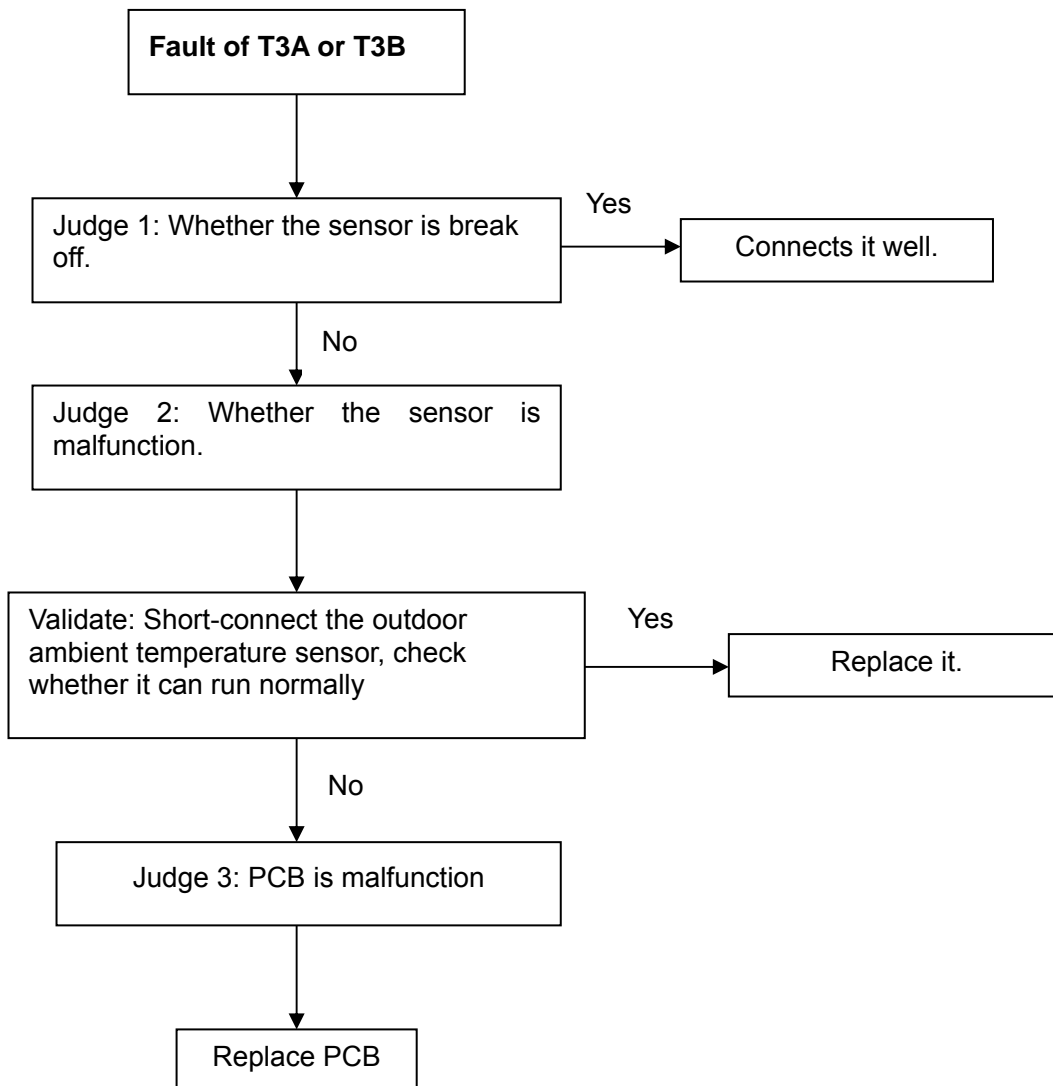 Fault of T3A or T3B
Judge 1: Whether the sensor is break
off.
Yes
Connects it well.
No
Judge 2: Whether the sensor is
malfunction.
Validate: Short-connect the outdoor
ambient temperature sensor, check
whether it can run normally
Yes
Replace it.
No
Judge 3: PCB is malfunction
Replace PCB